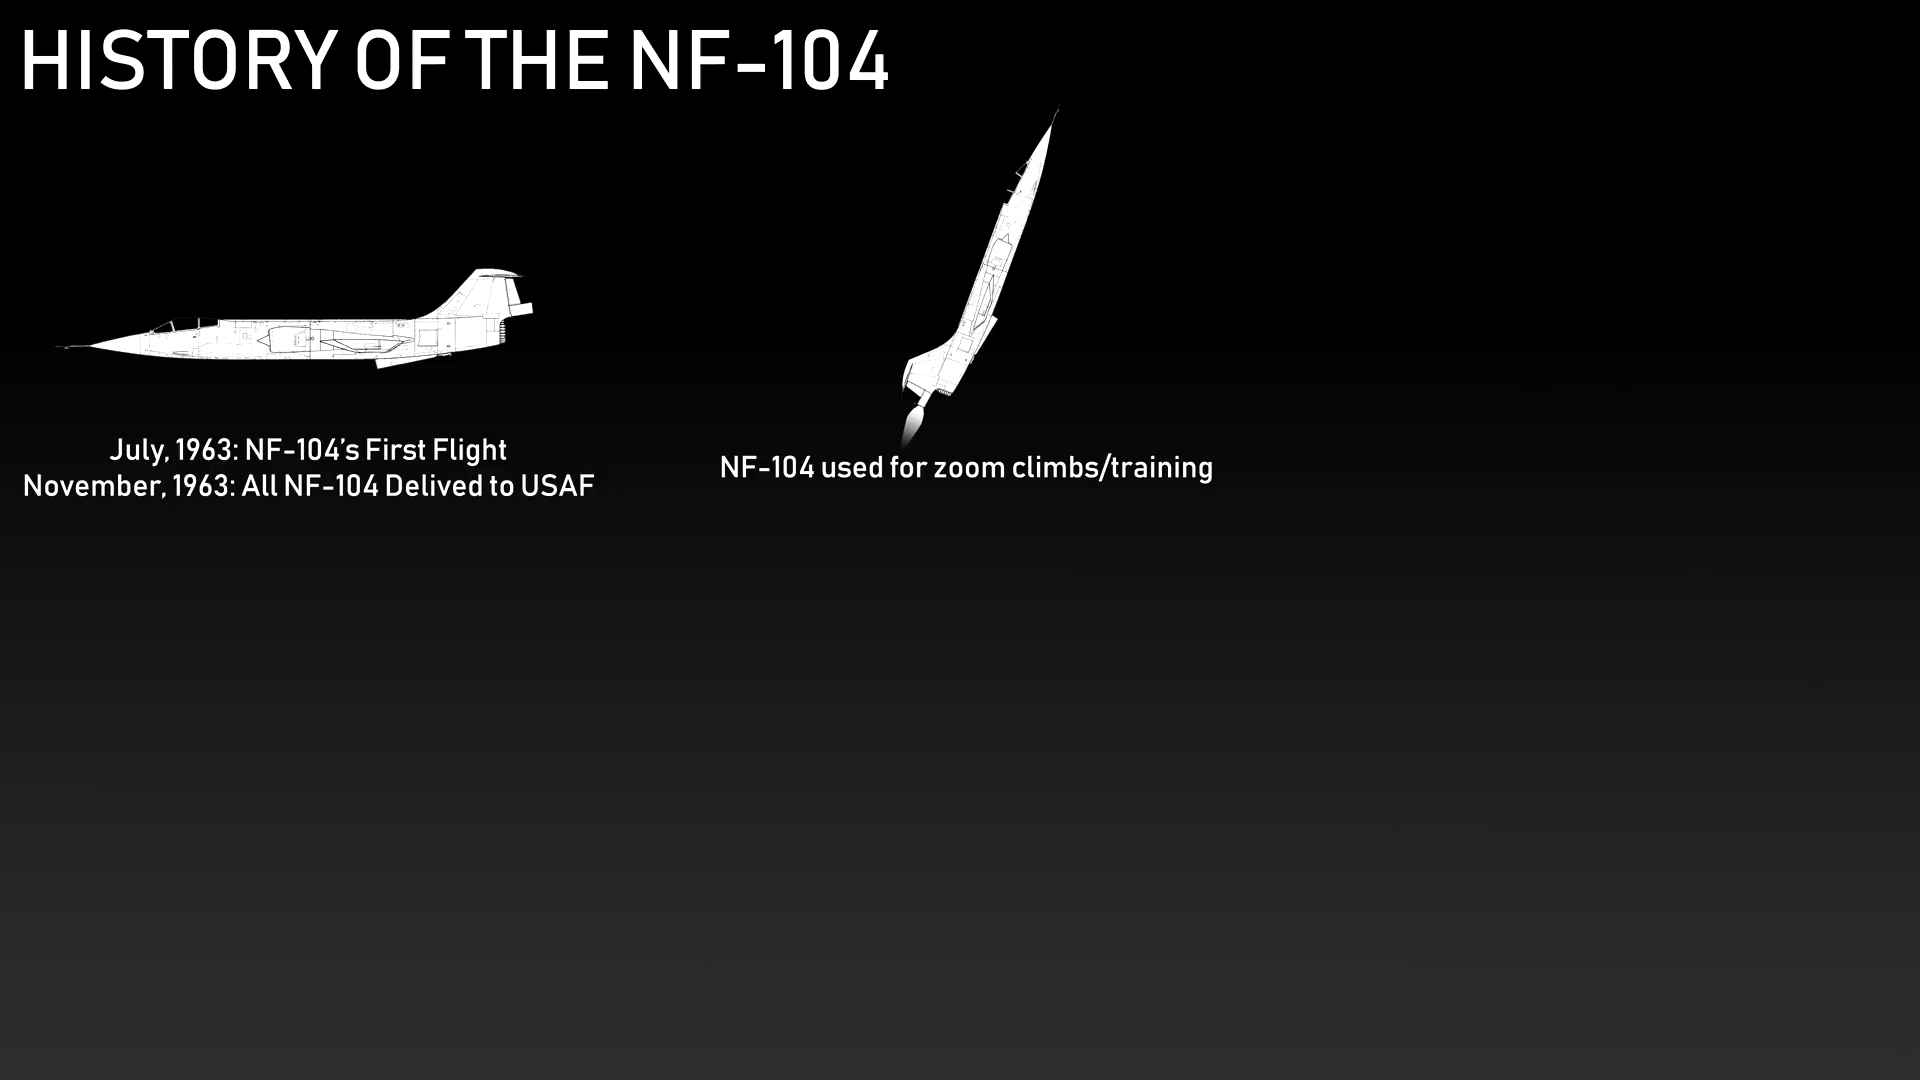 HISTORY OF THE NF-104
July, 1963: NF-104’s First Flight
November, 1963: All NF-104 Delived to USAF
NF-104 used for zoom climbs/training